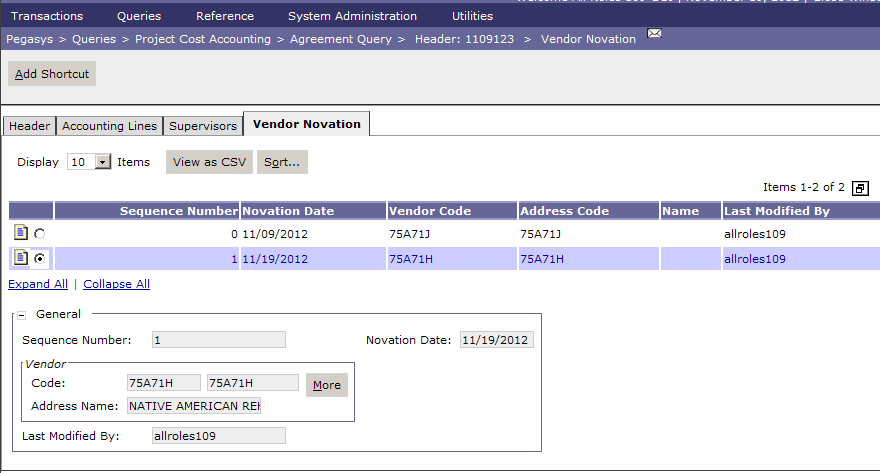 Transactions Queries Reference System Administration Utilities
Pegasys > Queries > Project Cost Accounting > Agreement Query > Header: 1109123 > Vendor Novation
Add Shortcut
Header Accounting Lines Supervisors Vendor Novation
Display 10 Items View as CSV Sort...
Items 1-2 of 2
Sequence Number Novation Date Vendor Code Address Code Name Last Modified By
0 11/09/2012 75A71J 75A71J allroles109
1 11/19/2012 75A71H 75A71H allroles109
Expand All | Collapse All
General
Sequence Number: 1 Novation Date: 11/19/2012
Vendor
Code: 75A71H 75A71H More
Address Name: NATIVE AMERICAN
Last Modified By: allroles109